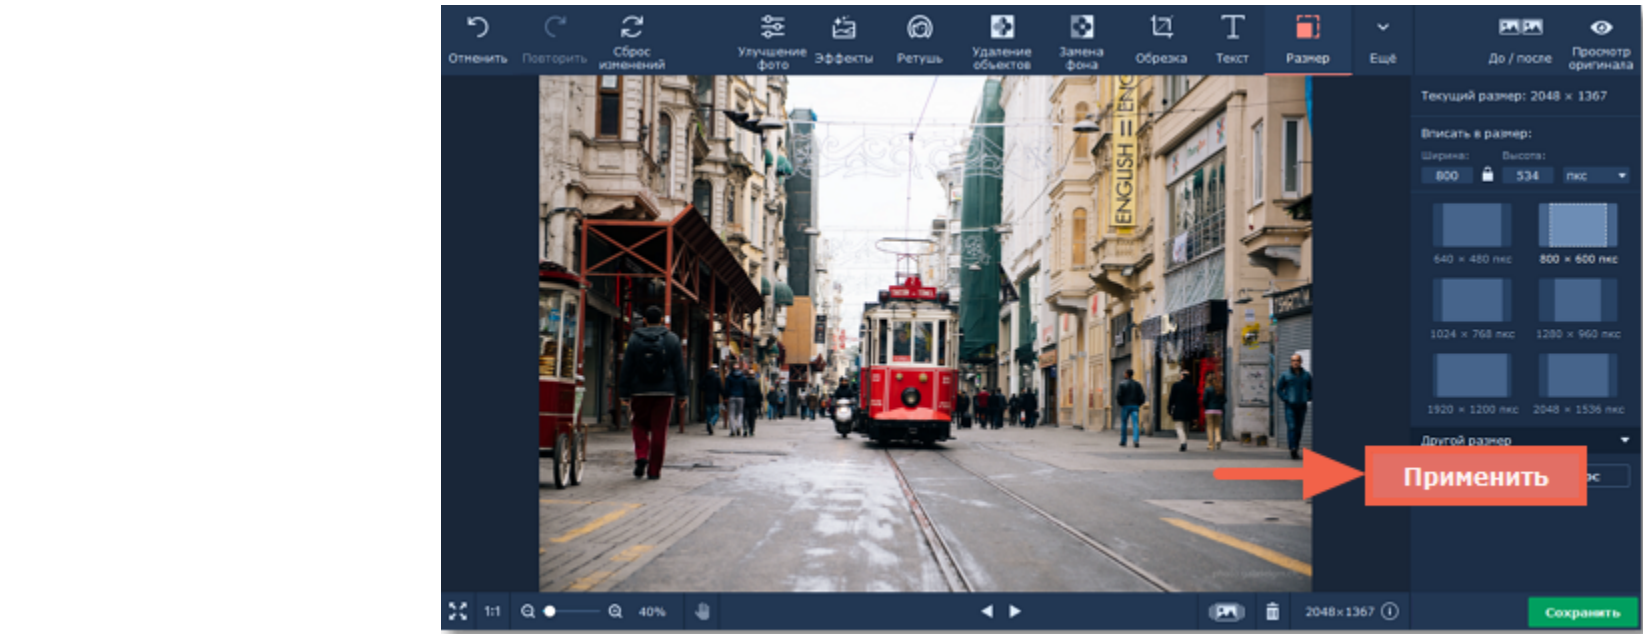 Отменить
Повторить
Сброс
изменений
Улучшение
фото
Эффекты
Ретушь
Удаление
объектов
Замена
фона
Обрезка
Текст
Размер
Ещё
До / после
Просмотр
оригинала
Текущий размер: 2048 × 1367
Вписать в размер:
Ширина:
Высота:
800
534
пкс
640 × 480 пкс
800 × 600 пкс
1024 × 768 пкс
1280 × 960 пкс
1920 × 1200 пкс
2048 × 1536 пкс
Другой размер
Применить
ENGLISH = ENG
1:1
40%
2048×1367
Сохранить